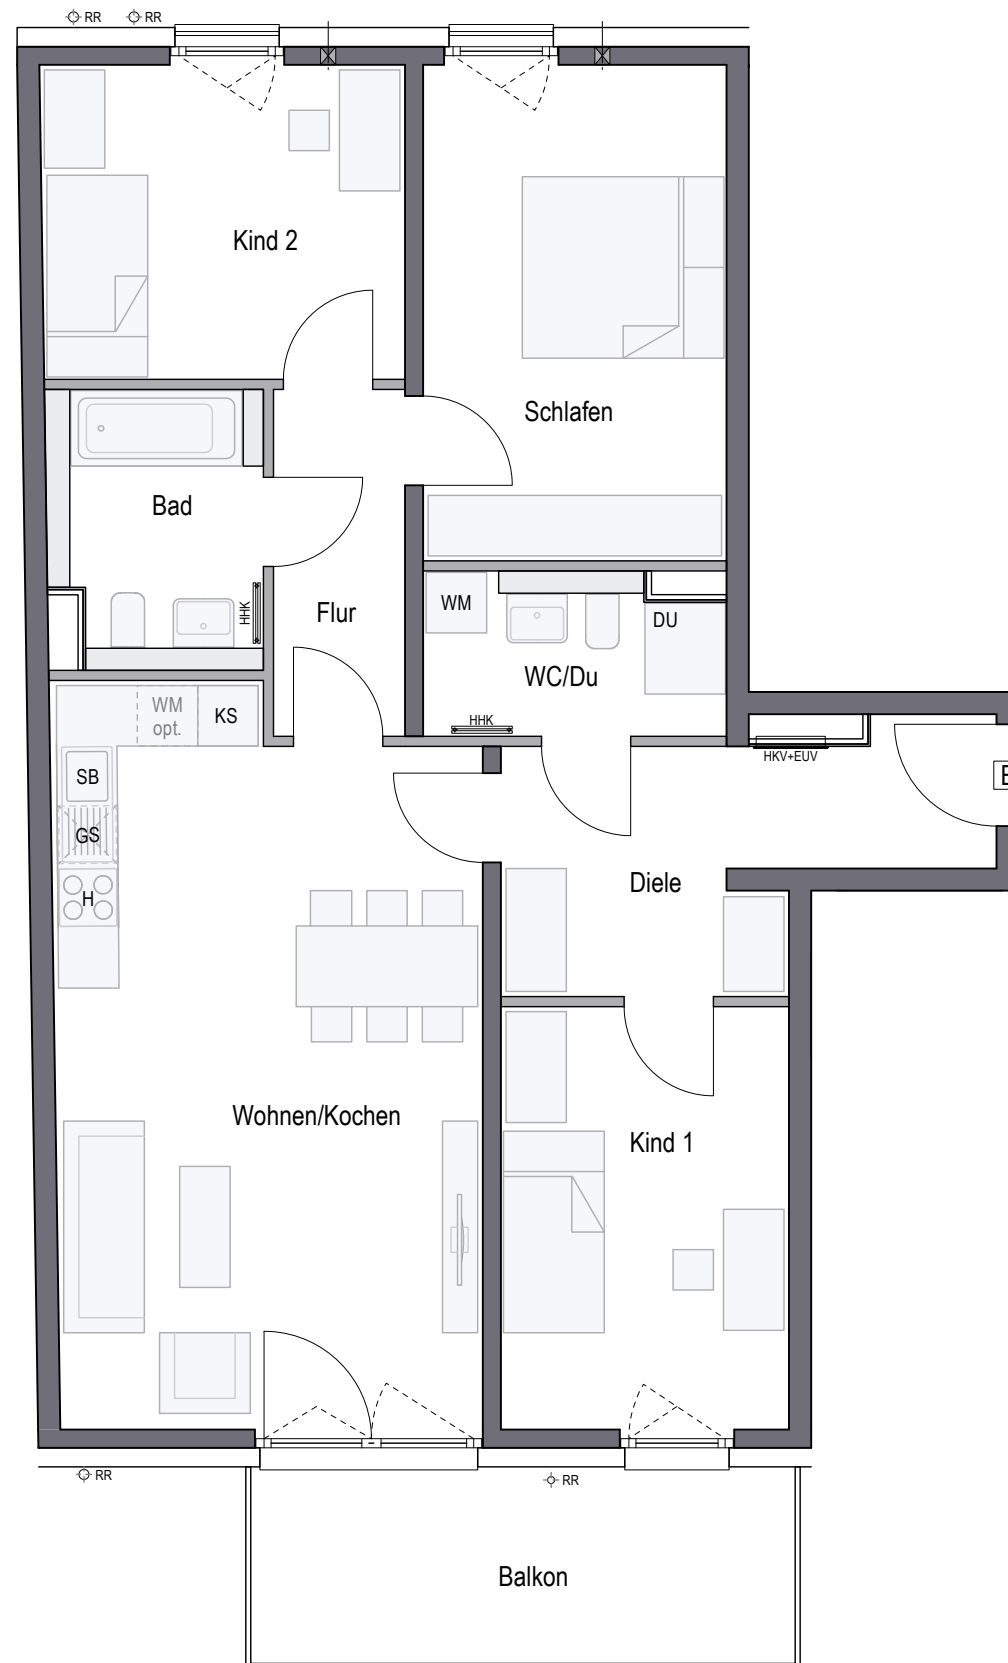 RR
RR
Kind 2
Schlafen
Bad
HHK
Flur
WM
DU
WC/Du
HHK
WM
opt.
KS
HKV+EUV
E
SB
GS
H
Diele
Wohnen/Kochen
Kind 1
RR
RR
Balkon